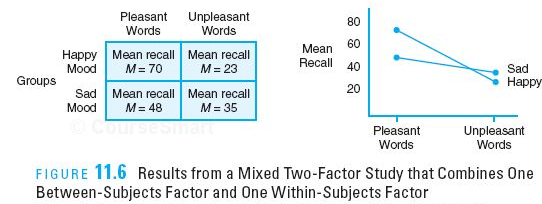 Pleasant Unpleasant
Words Words
Happy Mood
Mean recall M = 70
Mean recall M = 23
Groups
Sad Mood
Mean recall M = 48
Mean recall M = 35
© CourseSmart
Mean Recall
80
60
40
20
Sad
Happy
Pleasant Words
Unpleasant Words
FIGURE 11.6 Results from a Mixed Two-Factor Study that Combines One
Between-Subjects Factor and One Within-Subjects Factor